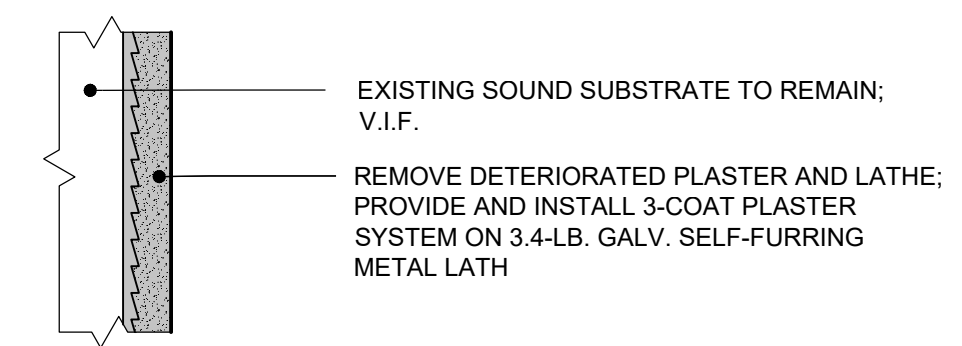 EXISTING SOUND SUBSTRATE TO REMAIN;
V.I.F.
REMOVE DETERIORATED PLASTER AND LATHE;
PROVIDE AND INSTALL 3-COAT PLASTER
SYSTEM ON 3.4-LB. GALV. SELF-FURRING
METAL LATH